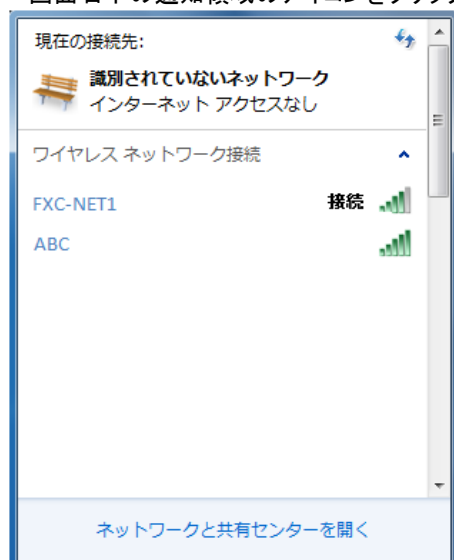 現在の接続先:
識別されていないネットワーク
インターネット アクセスなし
ワイヤレス ネットワーク接続
FXC-NET1 接続
ABC
ネットワークと共有センターを開く